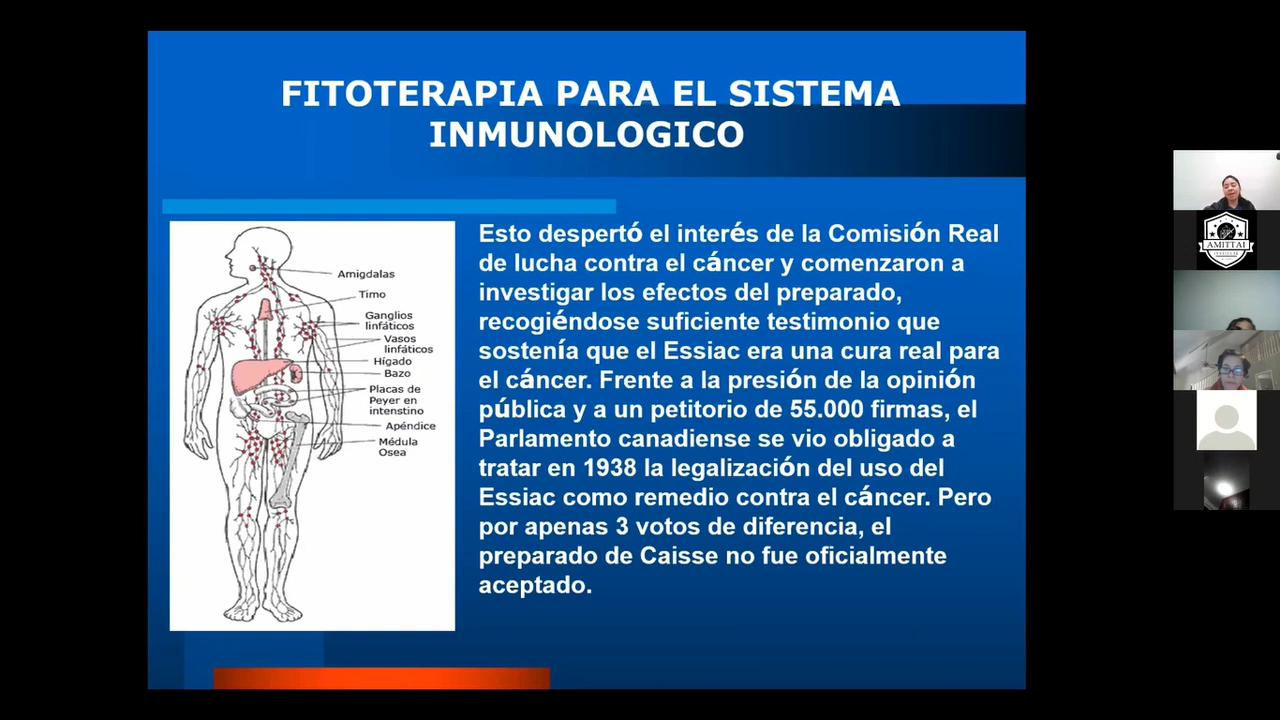 FITOTERAPIA PARA EL SISTEMA
INMUNOLOGICO
Amigdalas
Timo
Ganglios
linfáticos
Vasos
linfáticos
Hígado
Bazo
Placas de
Peyer en
intenstino
Apéndice
Médula
Osea
Esto despertó el interés de la Comisión Real
de lucha contra el cáncer y comenzaron a
investigar los efectos del preparado,
recogiéndose suficiente testimonio que
sostenía que el Essiac era una cura real para
el cáncer. Frente a la presión de la opinión
pública y a un petitorio de 55.000 firmas, el
Parlamento canadiense se vio obligado a
tratar en 1938 la legalización del uso del
Essiac como remedio contra el cáncer. Pero
por apenas 3 votos de diferencia, el
preparado de Caisse no fue oficialmente
aceptado.
AMITTAI